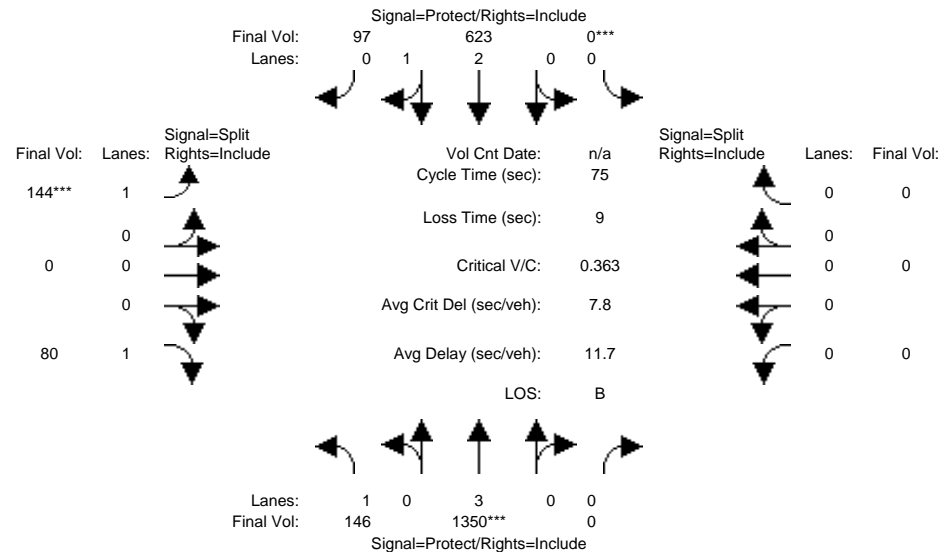 Signal=Protect/Rights=Include
Final Vol: 97 623 0***
Lanes: 0 1 2 0 0
Signal=Split
Final Vol: Lanes: Rights=Include
Vol Cnt Date: n/a
Signal=Split
Rights=Include Lanes: Final Vol:
Cycle Time (sec): 75
144*** 1
0 0
Loss Time (sec): 9
0
0
0 0
Critical V/C: 0.363
0 0
0
Avg Crit Del (sec/veh): 7.8
0
80 1
Avg Delay (sec/veh): 11.7
0 0
LOS: B
Lanes: 1 0 3 0 0
Final Vol: 146 1350*** 0
Signal=Protect/Rights=Include